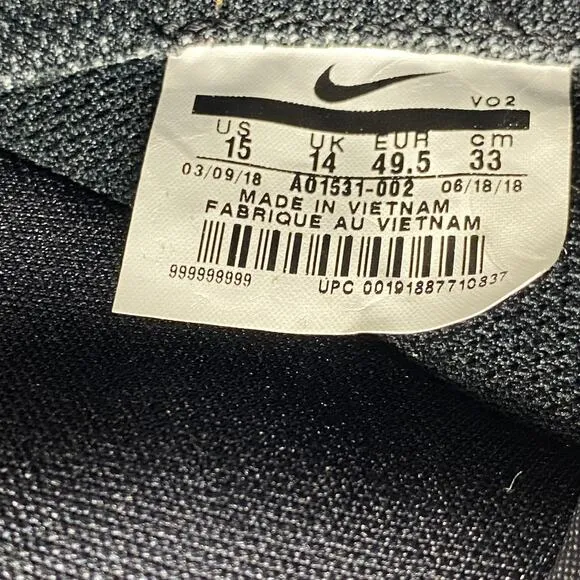 VO2
US UK EUR cm
15 14 49.5 33
03/09/18 AO1531-002 06/18/18
MADE IN VIETNAM
FABRIQUE AU VIETNAM
999999999 UPC 00191887710837